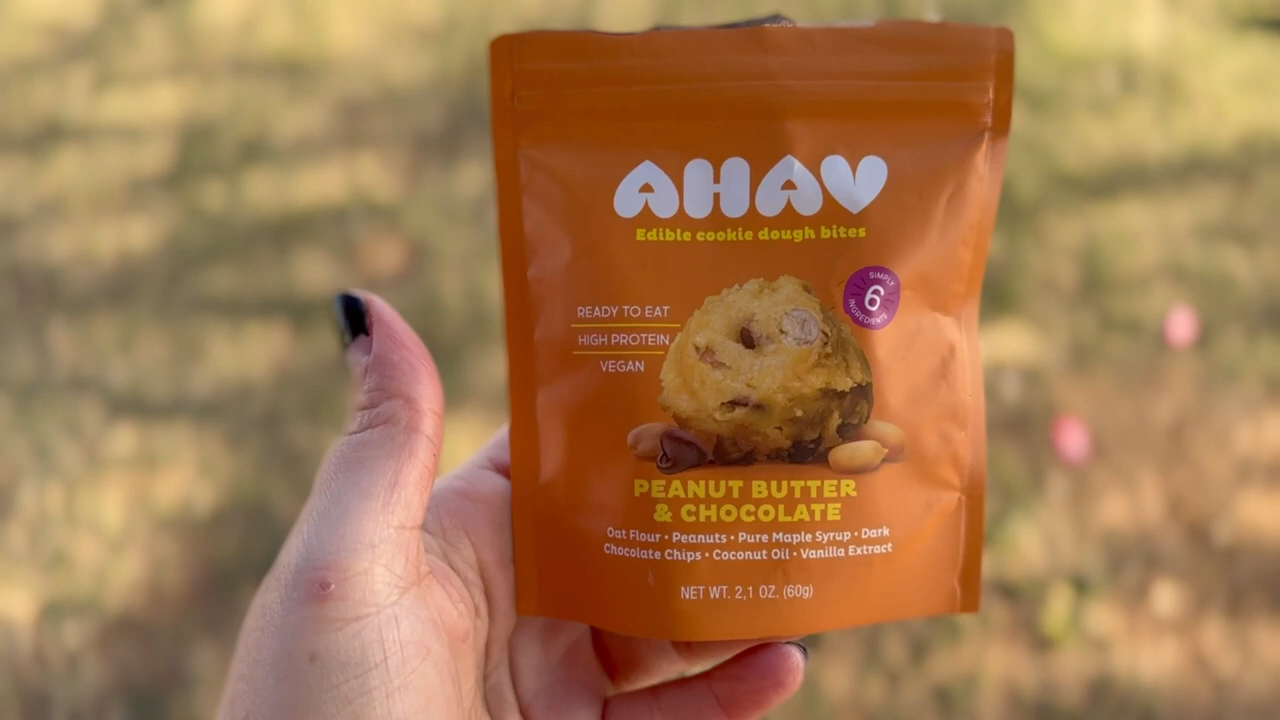 AHAV
Edible cookie dough bites
SIMPLY
6
INGREDIENTS
READY TO EAT
HIGH PROTEIN
VEGAN
PEANUT BUTTER
& CHOCOLATE
Oat Flour • Peanuts • Pure Maple Syrup • Dark
Chocolate Chips • Coconut Oil • Vanilla Extract
NET WT. 2,1 OZ. (60g)